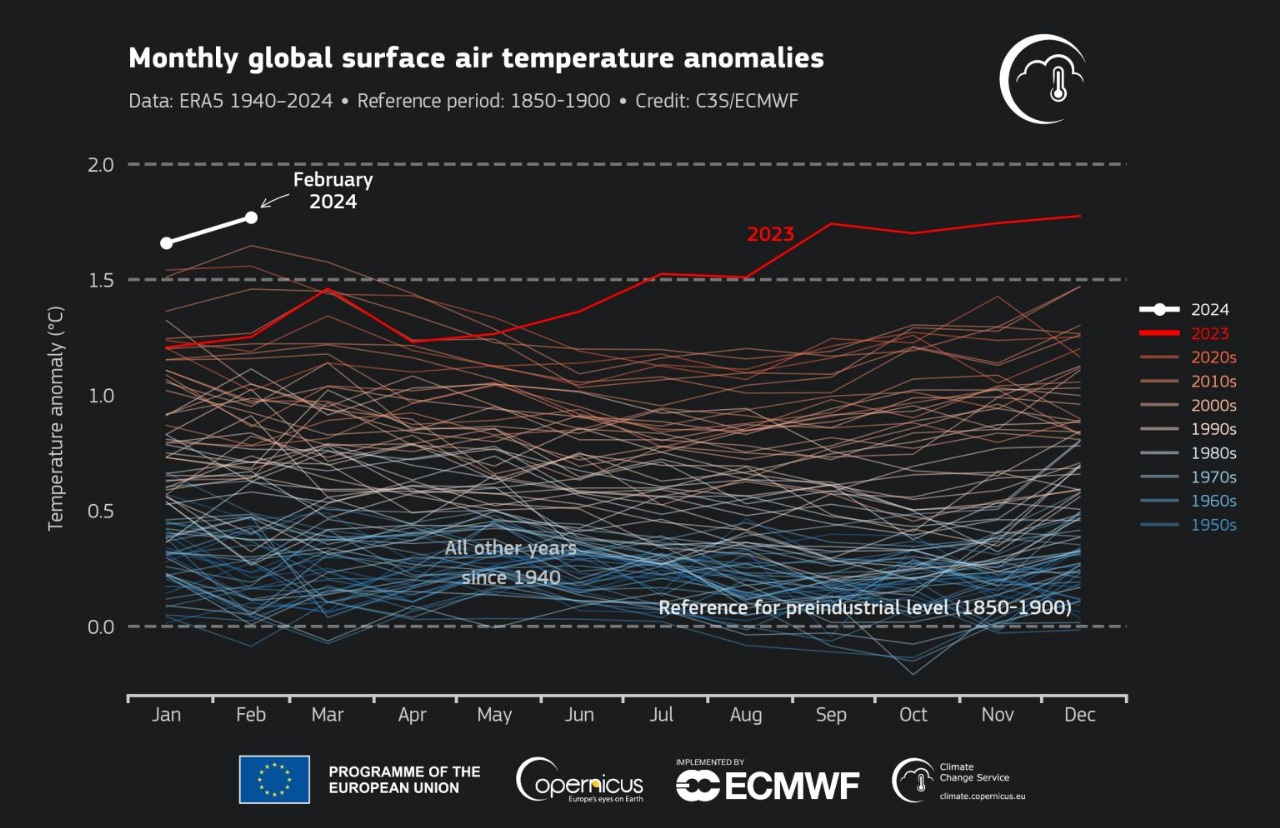 Monthly global surface air temperature anomalies
Data: ERA5 1940–2024 • Reference period: 1850-1900 • Credit: C3S/ECMWF
2.0
February
2024
2023
1.5
2024
2023
2020s
2010s
2000s
1990s
1980s
1970s
1960s
1950s
Temperature anomaly (°C)
1.0
0.5
All other years
since 1940
Reference for preindustrial level (1850-1900)
0.0
Jan Feb Mar Apr May Jun Jul Aug Sep Oct Nov Dec
PROGRAMME OF THE
EUROPEAN UNION
Copernicus
Europe's eyes on Earth
IMPLEMENTED BY
ECMWF
Climate
Change Service
climate.copernicus.eu